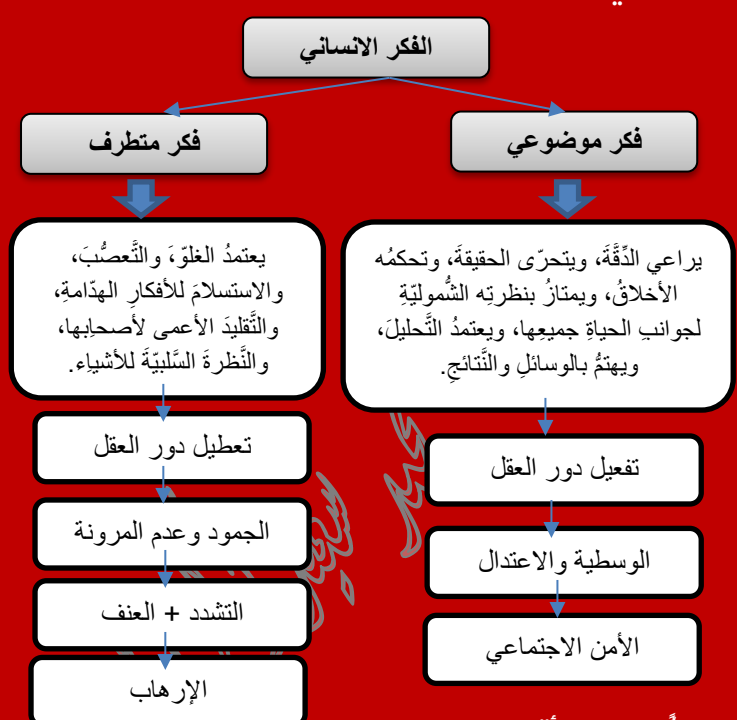 الفكر الانساني
فكر موضوعي
يراعي الدِّقَّةَ، ويتحرّى الحقيقةَ، وتحكمُه
الأخلاقُ، ويمتازُ بنظرتِه الشُّموليّةِ
لجوانبِ الحياةِ جميعِها، ويعتمدُ التَّحليلَ،
ويهتمُّ بالوسائلِ والنَّتائجِ.
تفعيل دور العقل
الوسطية والاعتدال
الأمن الاجتماعي
فكر متطرف
يعتمدُ الغلوّ، والتَّعصُّبَ،
والاستسلامَ للأفكارِ الهدّامةِ،
والتَّقليدَ الأعمى لأصحابِها،
والنَّظرةَ السَّلبيّةَ للأشياءِ.
تعطيل دور العقل
الجمود وعدم المرونة
التشدد + العنف
الإرهاب